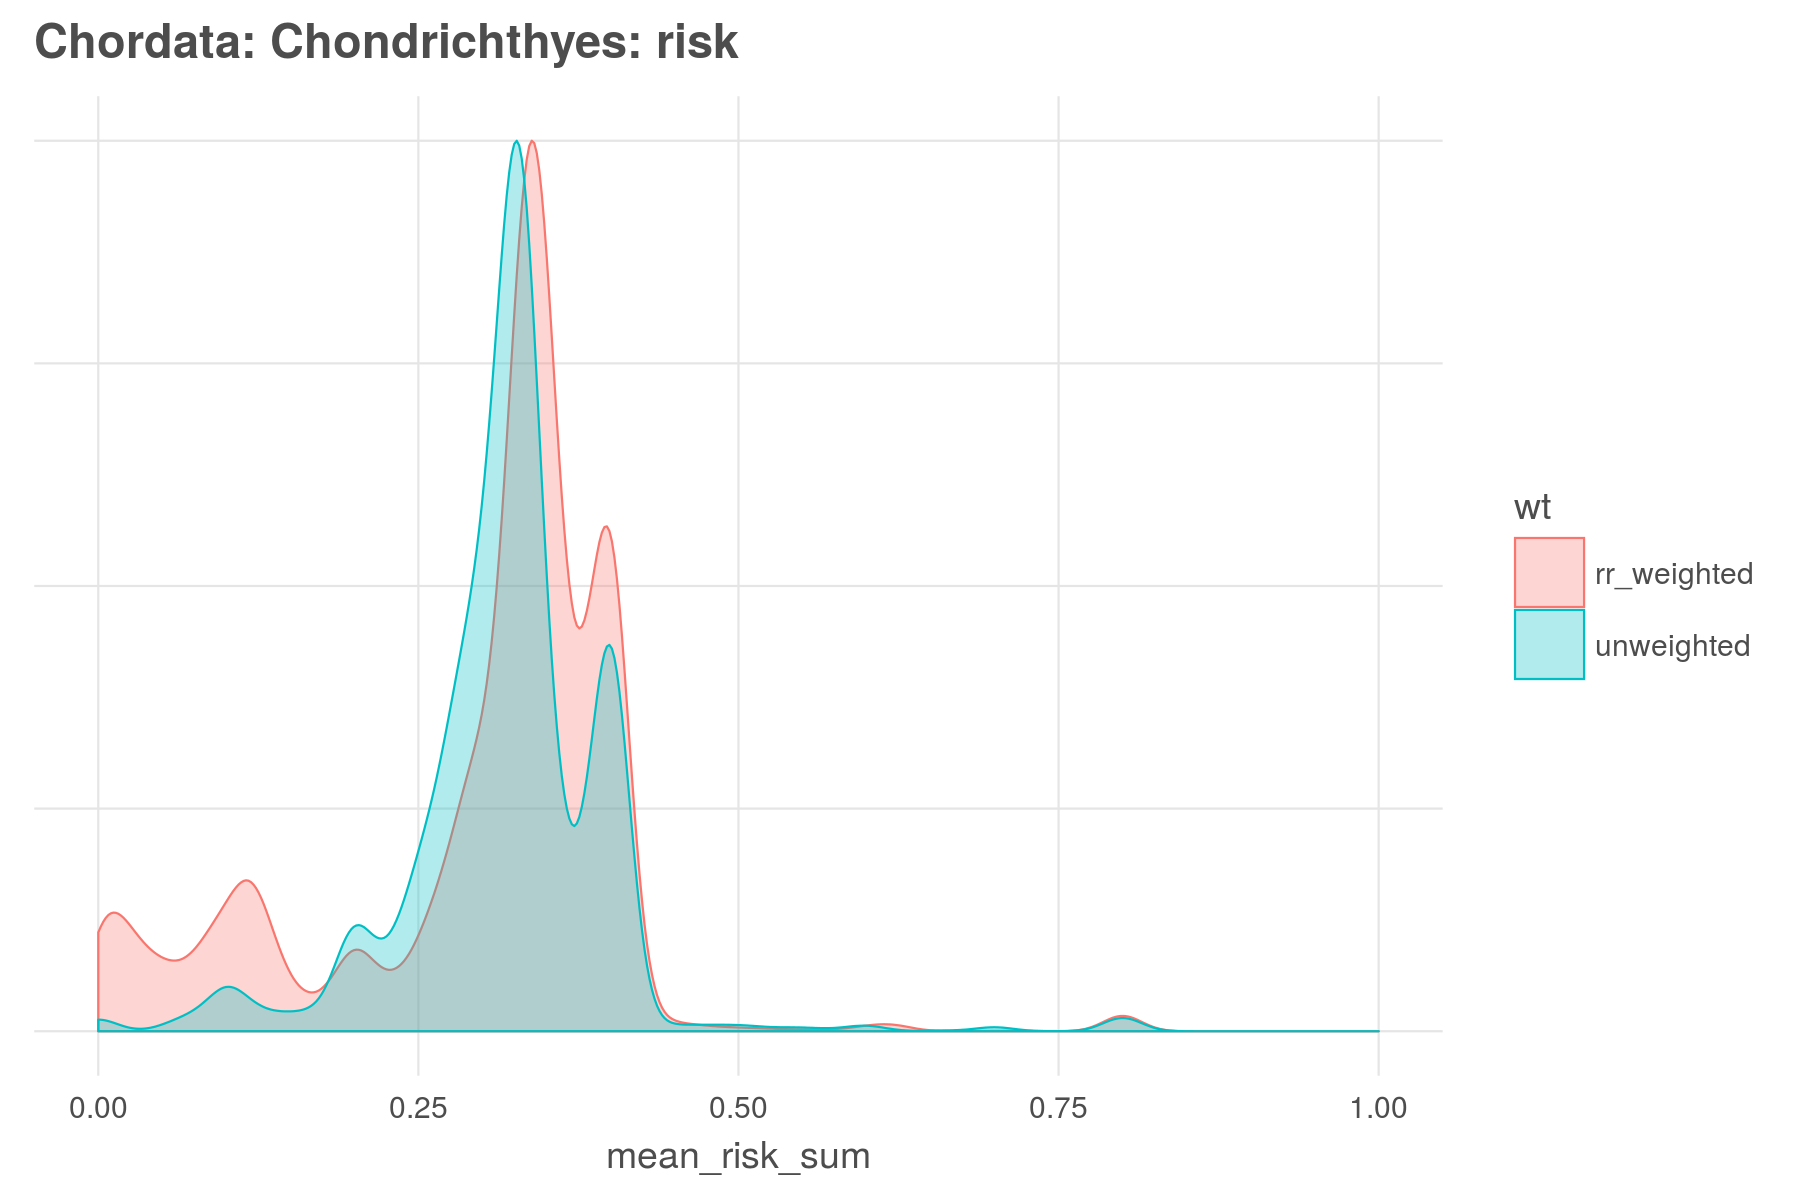 Chordata: Chondrichthyes: risk
wt
rr_weighted
unweighted
0.00 0.25 0.50 0.75 1.00
mean_risk_sum